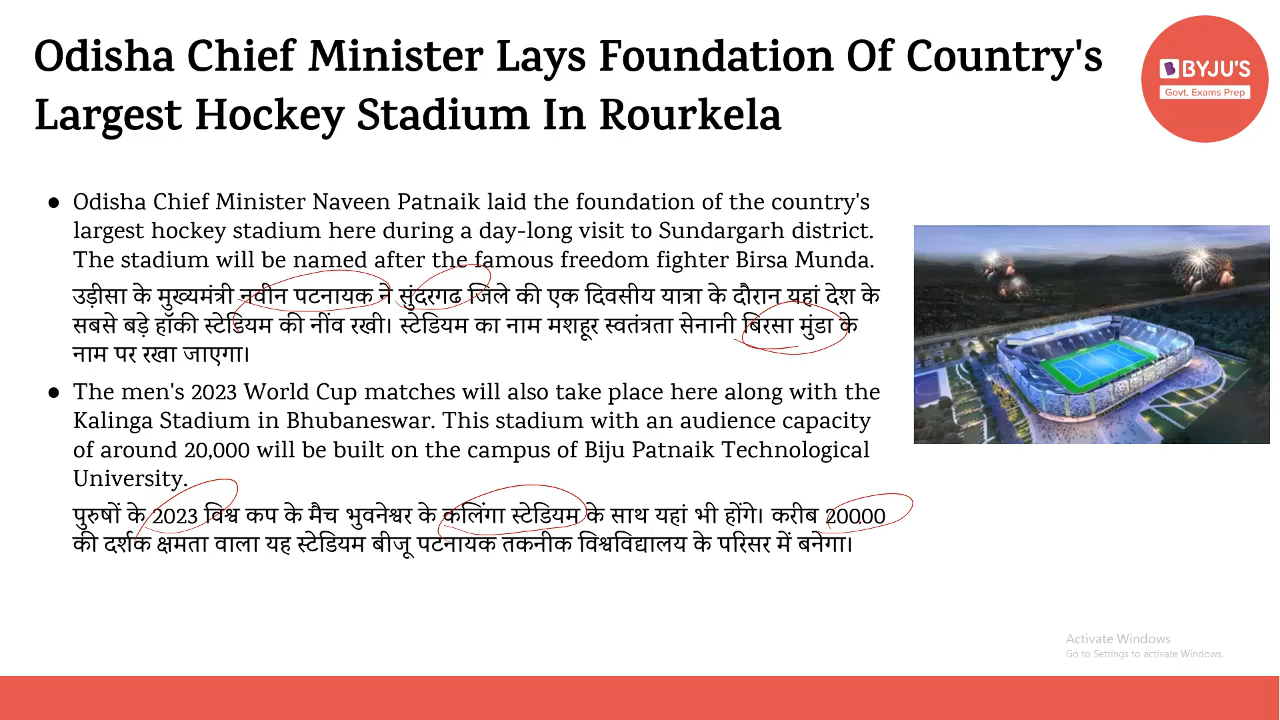 Odisha Chief Minister Lays Foundation Of Country's
Largest Hockey Stadium In Rourkela
BYJU'S
Govt. Exams Prep
● Odisha Chief Minister Naveen Patnaik laid the foundation of the country's
largest hockey stadium here during a day-long visit to Sundargarh district.
The stadium will be named after the famous freedom fighter Birsa Munda.
उड़ीसा के मुख्यमंत्री नवीन पटनायक ने सुंदरगढ जिले की एक दिवसीय यात्रा के दौरान यहां देश के
सबसे बड़े हॉकी स्टेडियम की नींव रखी। स्टेडियम का नाम मशहूर स्वतंत्रता सेनानी बिरसा मुंडा के
नाम पर रखा जाएगा।
● The men's 2023 World Cup matches will also take place here along with the
Kalinga Stadium in Bhubaneswar. This stadium with an audience capacity
of around 20,000 will be built on the campus of Biju Patnaik Technological
University.
पुरुषों के 2023 विश्व कप के मैच भुवनेश्वर के कलिंगा स्टेडियम के साथ यहां भी होंगे। करीब 20000
की दर्शक क्षमता वाला यह स्टेडियम बीजू पटनायक तकनीक विश्वविद्यालय के परिसर में बनेगा।
Activate Windows
Go to Settings to activate Windows.